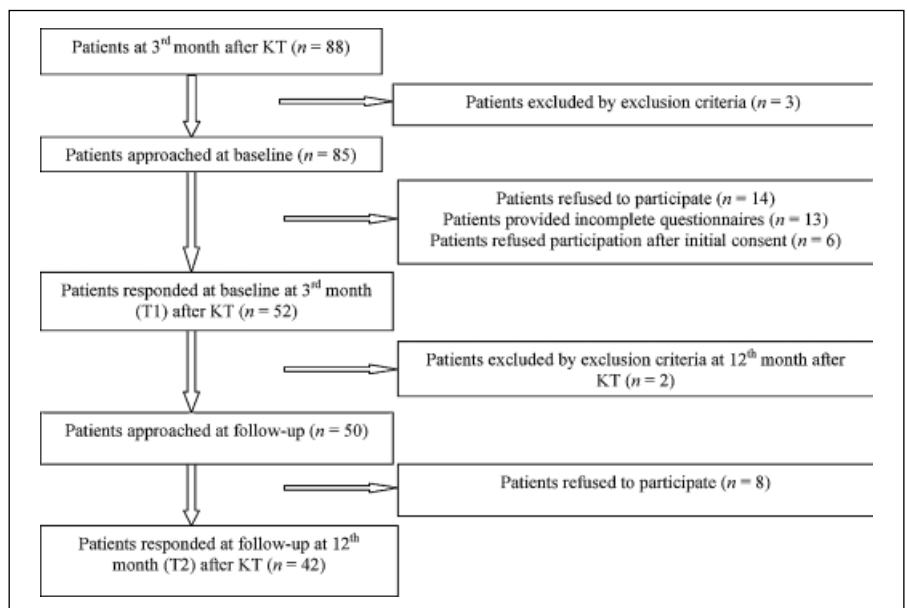 Patients at 3rd month after KT (n = 88)
Patients excluded by exclusion criteria (n = 3)
Patients approached at baseline (n = 85)
Patients refused to participate (n = 14)
Patients provided incomplete questionnaires (n = 13)
Patients refused participation after initial consent (n = 6)
Patients responded at baseline at 3rd month
(T1) after KT (n = 52)
Patients excluded by exclusion criteria at 12th month after
KT (n = 2)
Patients approached at follow-up (n = 50)
Patients refused to participate (n = 8)
Patients responded at follow-up at 12th
month (T2) after KT (n = 42)